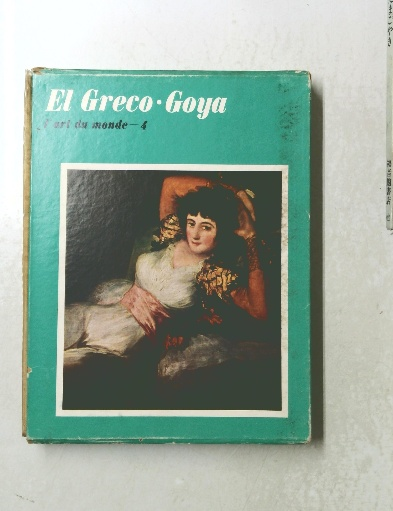 El Greco·Goya
l'art du monde—4